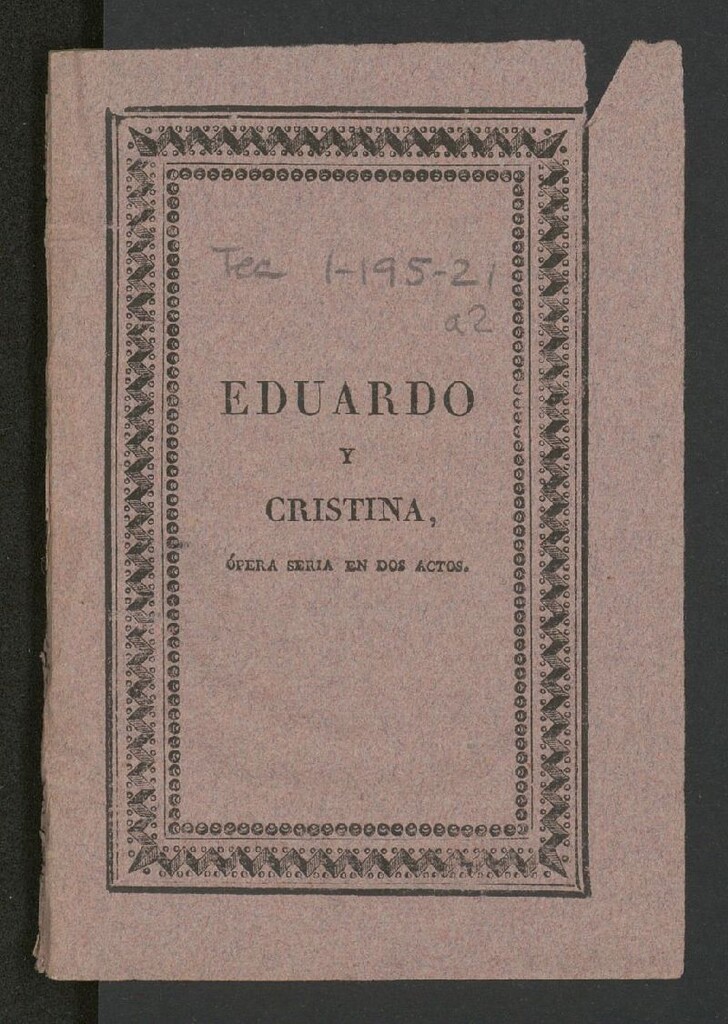 Tea 1-195-21
a2
EDUARDO
Y
CRISTINA,
ÓPERA SERIA EN DOS ACTOS.